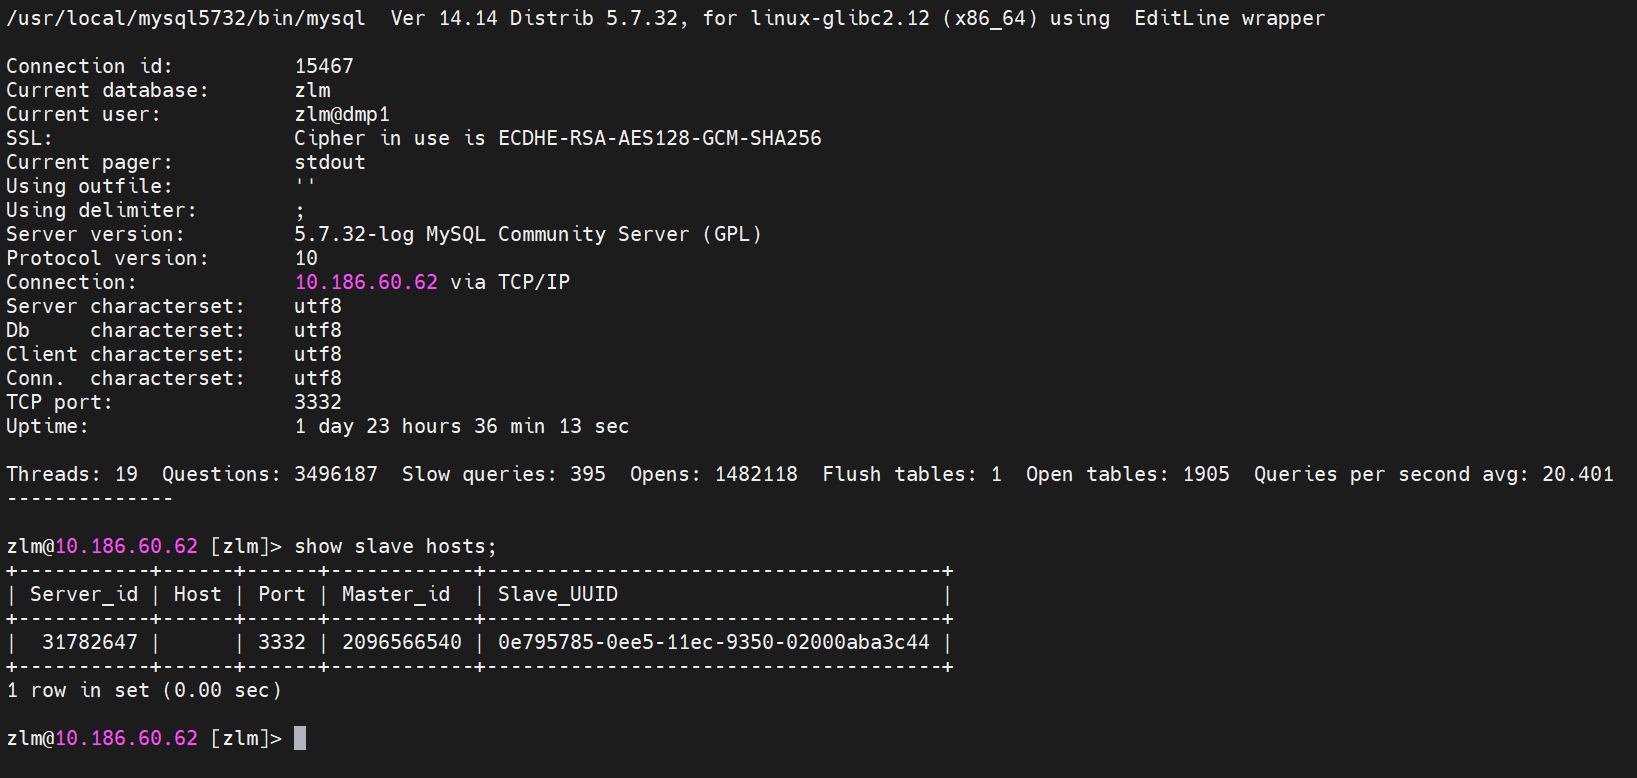 /usr/local/mysql5732/bin/mysql  Ver 14.14 Distrib 5.7.32, for linux-glibc2.12 (x86_64) using  EditLine wrapper

Connection id:          15467
Current database:       zlm
Current user:           zlm@dmp1
SSL:                    Cipher in use is ECDHE-RSA-AES128-GCM-SHA256
Current pager:          stdout
Using outfile:          ''
Using delimiter:        ;
Server version:         5.7.32-log MySQL Community Server (GPL)
Protocol version:       10
Connection:             10.186.60.62 via TCP/IP
Server characterset:    utf8
Db     characterset:    utf8
Client characterset:    utf8
Conn.  characterset:    utf8
TCP port:               3332
Uptime:                 1 day 23 hours 36 min 13 sec

Threads: 19  Questions: 3496187  Slow queries: 395  Opens: 1482118  Flush tables: 1  Open tables: 1905  Queries per second avg: 20.401
--------------

zlm@10.186.60.62 [zlm]> show slave hosts;
+-----------+------+------+------------+--------------------------------------+
| Server_id | Host | Port | Master_id  | Slave_UUID                           |
+-----------+------+------+------------+--------------------------------------+
|  31782647 |      | 3332 | 2096566540 | 0e795785-0ee5-11ec-9350-02000aba3c44 |
+-----------+------+------+------------+--------------------------------------+
1 row in set (0.00 sec)

zlm@10.186.60.62 [zlm]>